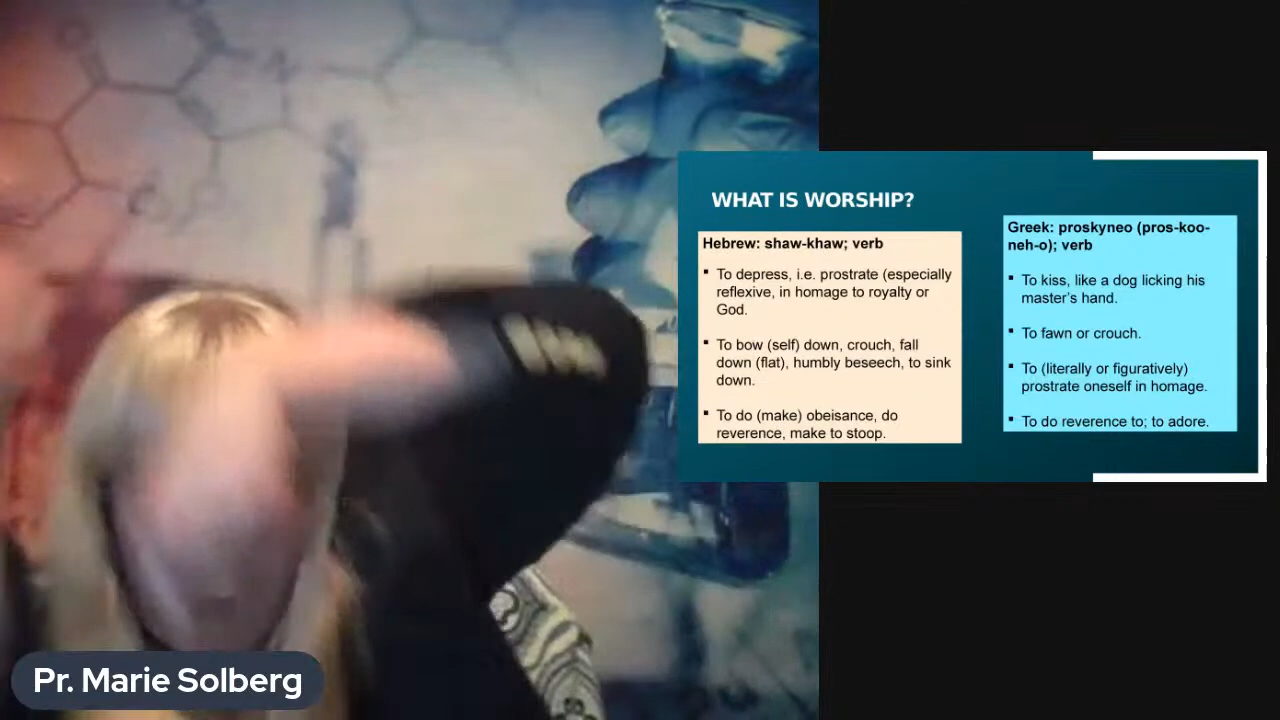 WHAT IS WORSHIP?
Hebrew: shaw-khaw; verb
▪ To depress, i.e. prostrate (especially
reflexive, in homage to royalty or
God.
▪ To bow (self) down, crouch, fall
down (flat), humbly beseech, to sink
down.
▪ To do (make) obeisance, do
reverence, make to stoop.
Greek: proskyneo (pros-koo-
neh-o); verb
▪ To kiss, like a dog licking his
master’s hand.
▪ To fawn or crouch.
▪ To (literally or figuratively)
prostrate oneself in homage.
▪ To do reverence to; to adore.
Pr. Marie Solberg